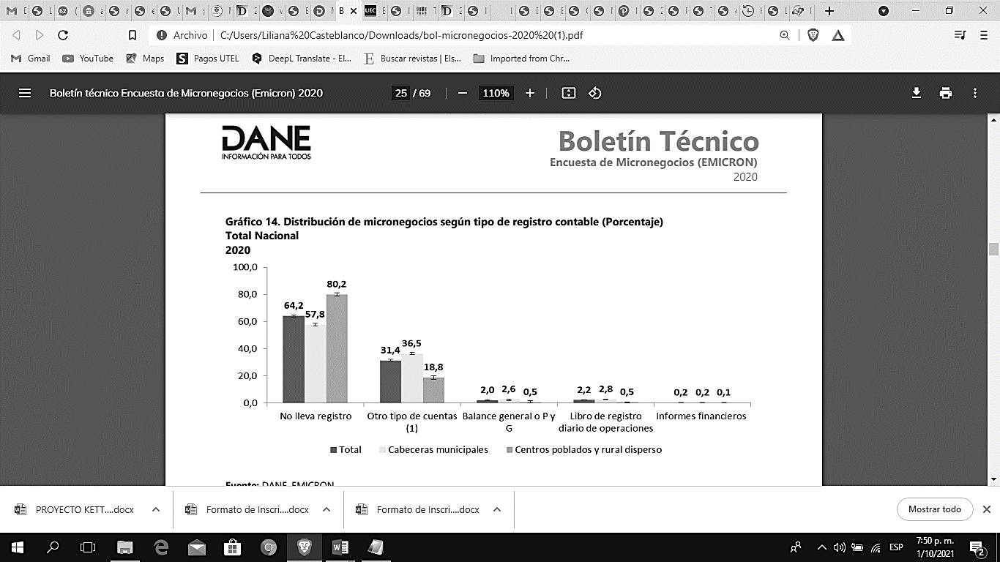 Archivo | C:/Users/Liliana%20Casteblanco/Downloads/bol-micronegocios-2020%20(1).pdf
Gmail YouTube Maps Pagos UTEL DeepL Translate - El... Buscar revistas | Els... Imported from Chr...
Boletín técnico Encuesta de Micronegocios (Emicron) 2020 25 / 69 110%
DANE
INFORMACIÓN PARA TODOS
Boletín Técnico
Encuesta de Micronegocios (EMICRON)
2020
Gráfico 14. Distribución de micronegocios según tipo de registro contable (Porcentaje)
Total Nacional
2020
100,0
80,0
60,0
40,0
20,0
0,0
64,2 57,8 80,2
31,4 36,5 18,8
2,0 2,6 0,5
2,2 2,8 0,5
0,2 0,2 0,1
No lleva registro
Otro tipo de cuentas
(1)
Balance general o P y
G
Libro de registro
diario de operaciones
Informes financieros
Total Cabeceras municipales Centros poblados y rural disperso
Fuente: DANE, EMICRON
PROYECTO KETT....docx Formato de Inscri....docx Formato de Inscri....docx Mostrar todo
ESP
7:50 p. m.
1/10/2021
2